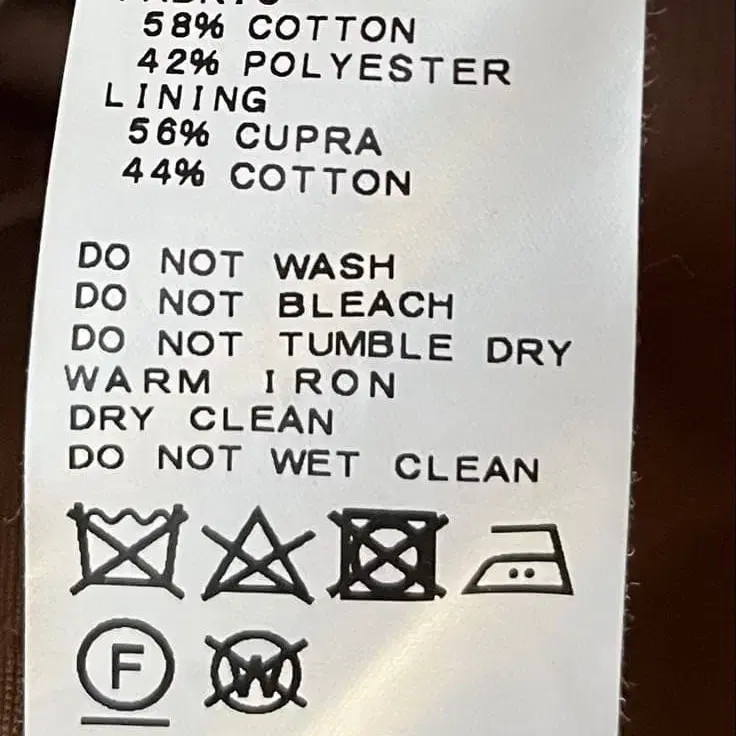 58% COTTON
42% POLYESTER
LINING
56% CUPRA
44% COTTON
DO NOT WASH
DO NOT BLEACH
DO NOT TUMBLE DRY
WARM IRON
DRY CLEAN
DO NOT WET CLEAN
F W